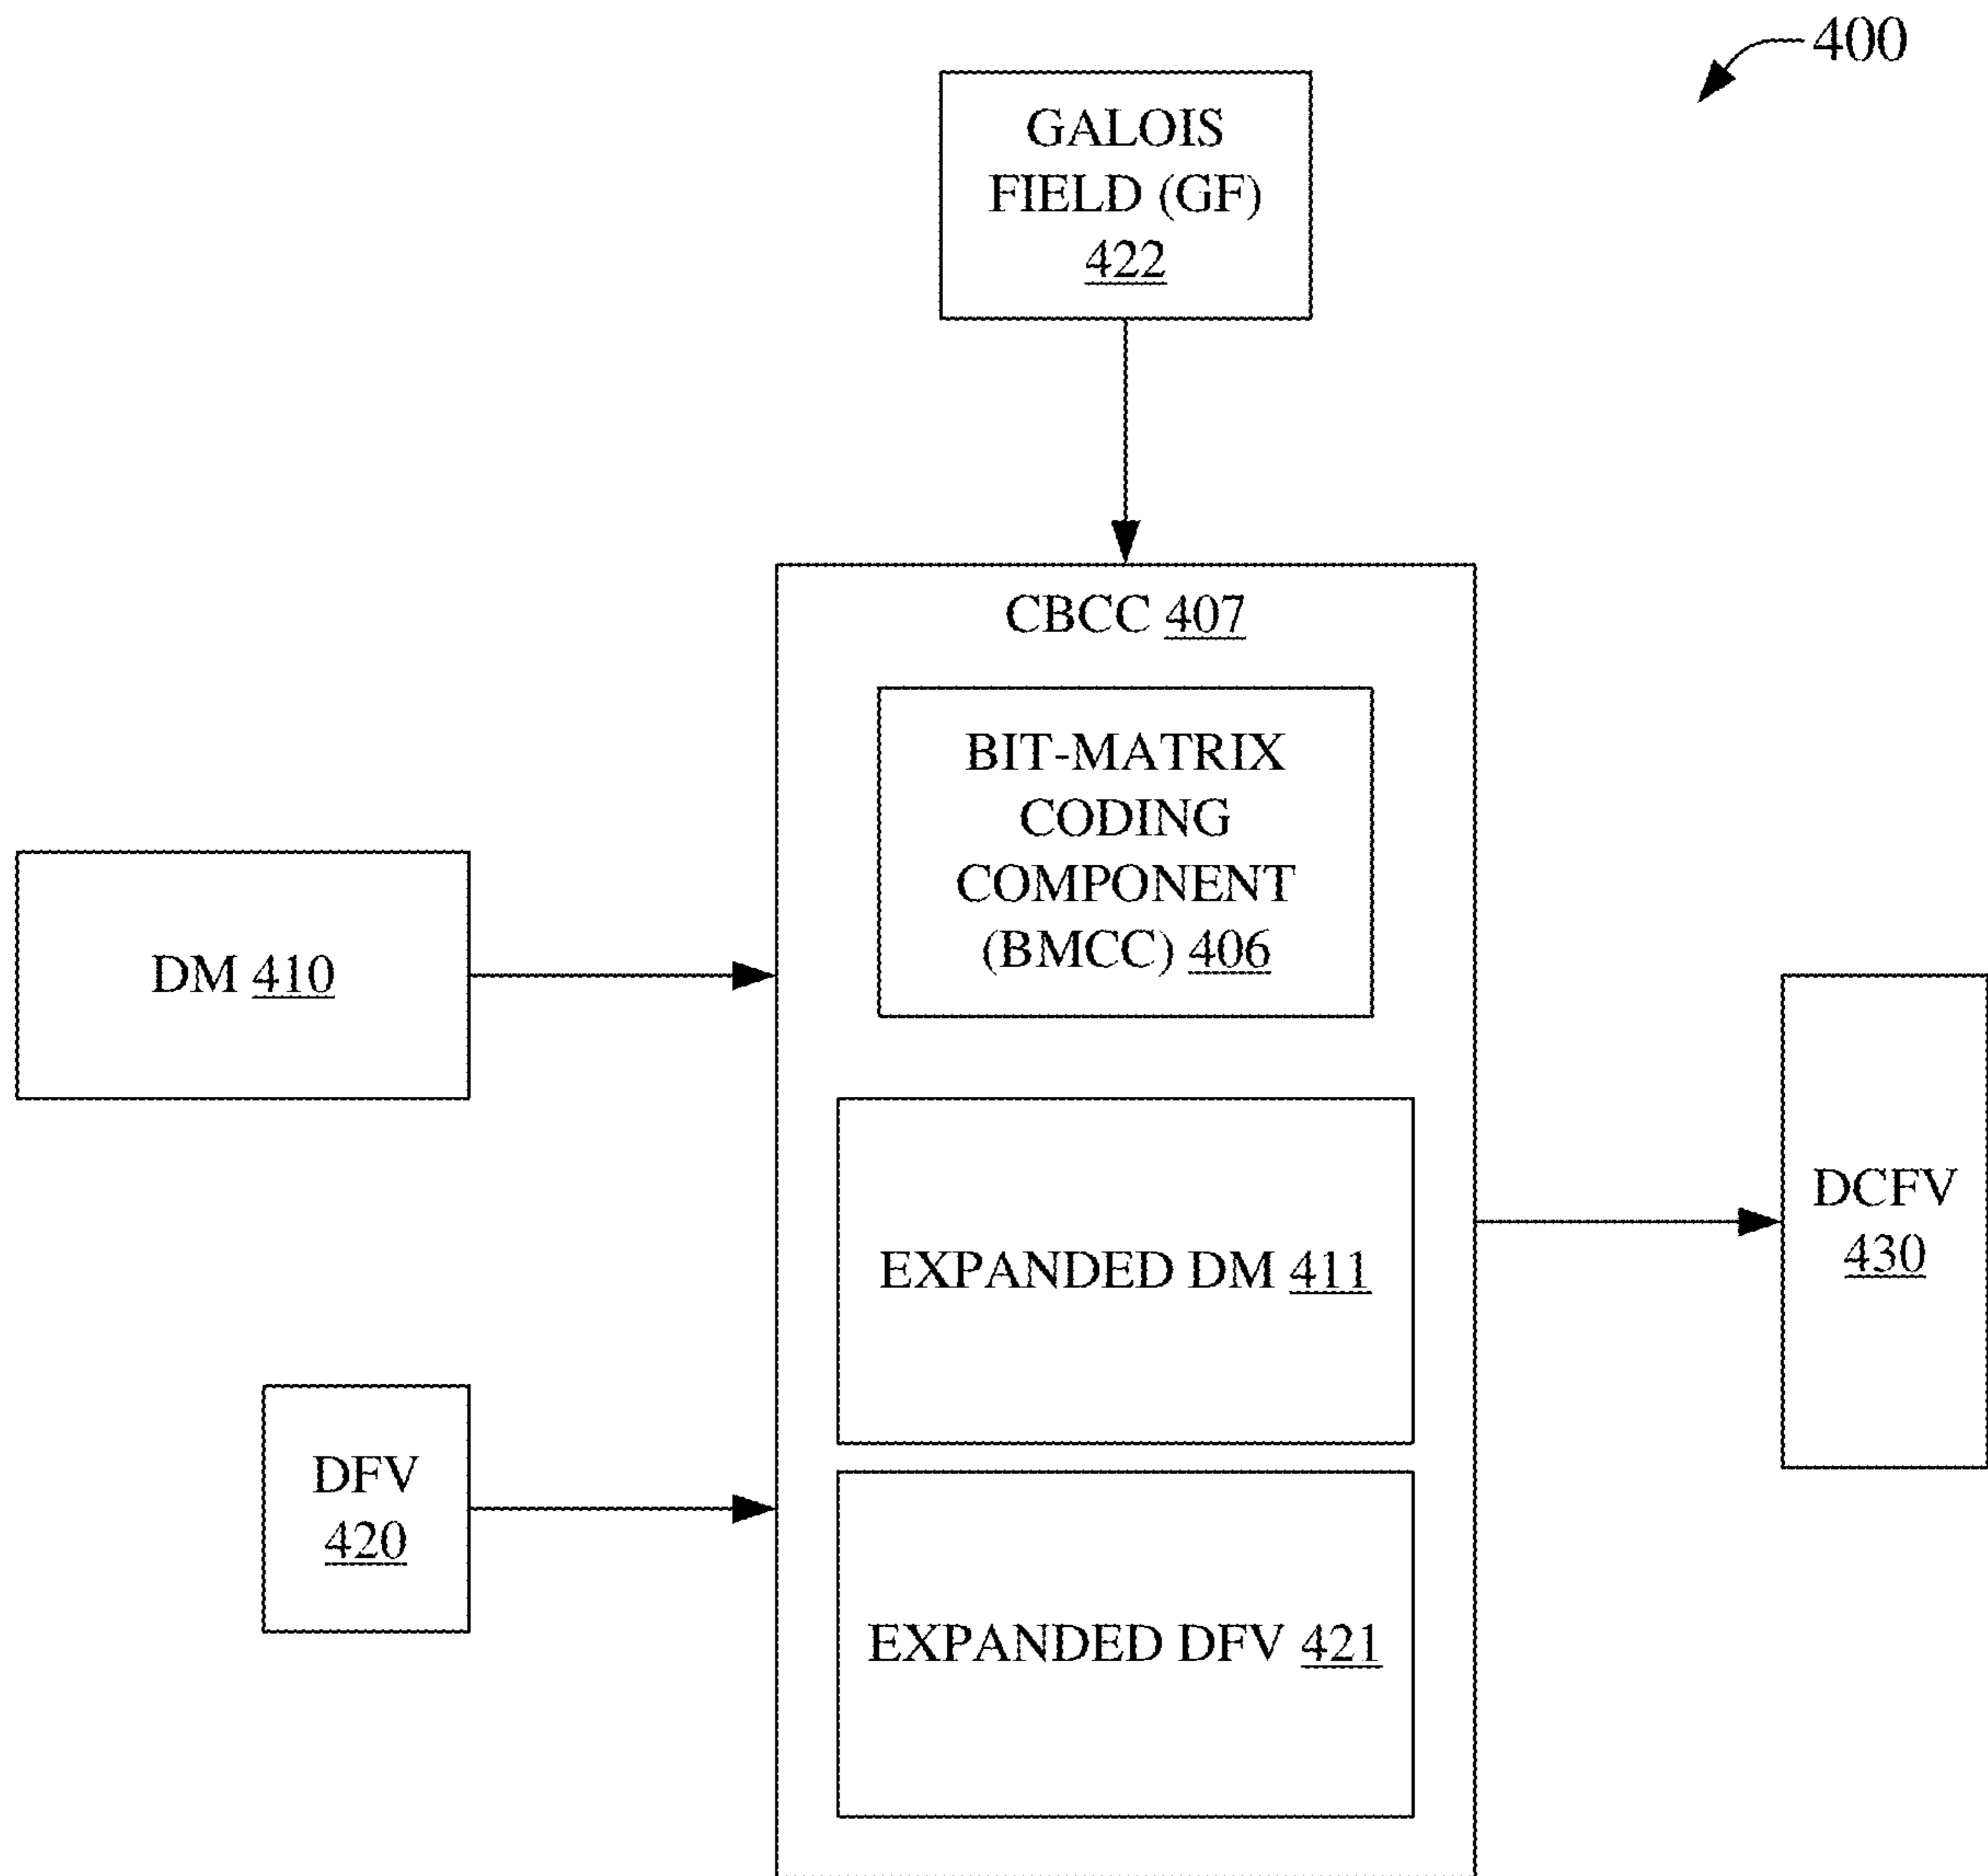 400
GALOIS
FIELD (GF)
422
CBCC 407
BIT-MATRIX
CODING
COMPONENT
(BMCC) 406
DM 410
EXPANDED DM 411
DCFV
430
DFV
420
EXPANDED DFV 421